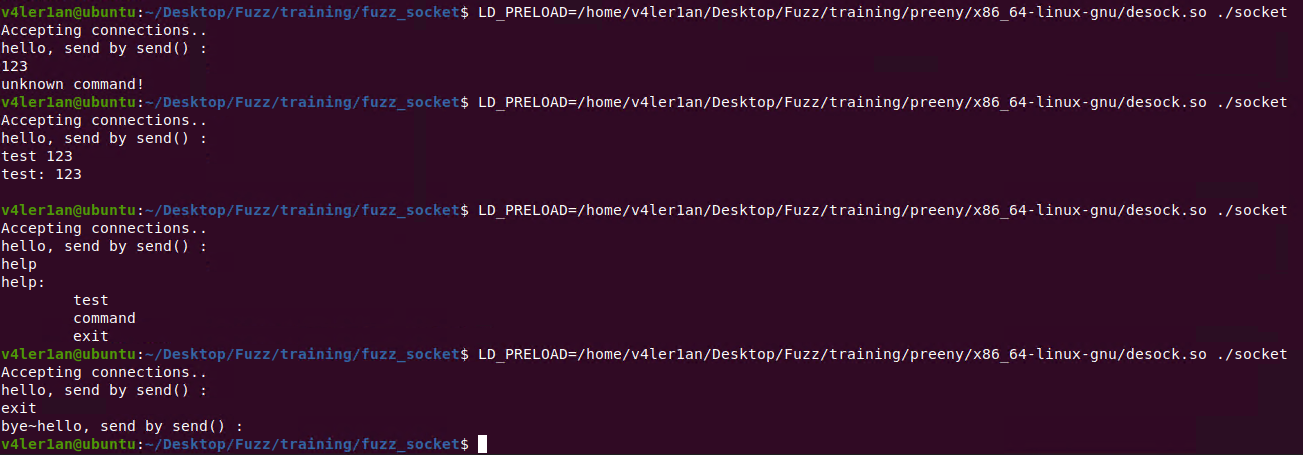 v4ler1an@ubuntu:~/Desktop/Fuzz/training/fuzz_socket$ LD_PRELOAD=/home/v4ler1an/Desktop/Fuzz/training/preeny/x86_64-linux-gnu/desock.so ./socket
Accepting connections..
hello, send by send() :
123
unknown command!
v4ler1an@ubuntu:~/Desktop/Fuzz/training/fuzz_socket$ LD_PRELOAD=/home/v4ler1an/Desktop/Fuzz/training/preeny/x86_64-linux-gnu/desock.so ./socket
Accepting connections..
hello, send by send() :
test 123
test: 123
v4ler1an@ubuntu:~/Desktop/Fuzz/training/fuzz_socket$ LD_PRELOAD=/home/v4ler1an/Desktop/Fuzz/training/preeny/x86_64-linux-gnu/desock.so ./socket
Accepting connections..
hello, send by send() :
help
help:
        test
        command
        exit
v4ler1an@ubuntu:~/Desktop/Fuzz/training/fuzz_socket$ LD_PRELOAD=/home/v4ler1an/Desktop/Fuzz/training/preeny/x86_64-linux-gnu/desock.so ./socket
Accepting connections..
hello, send by send() :
exit
bye~hello, send by send() :
v4ler1an@ubuntu:~/Desktop/Fuzz/training/fuzz_socket$